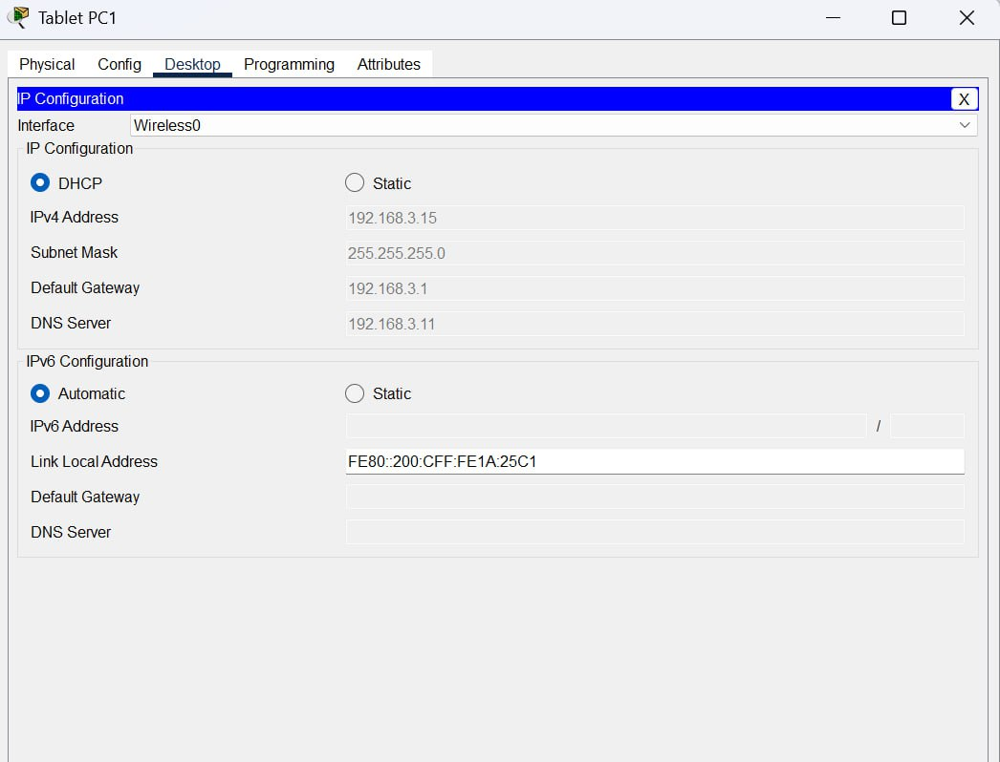 Tablet PC1
Physical Config Desktop Programming Attributes
IP Configuration X
Interface Wireless0
IP Configuration
DHCP Static
IPv4 Address 192.168.3.15
Subnet Mask 255.255.255.0
Default Gateway 192.168.3.1
DNS Server 192.168.3.11
IPv6 Configuration
Automatic Static
IPv6 Address /
Link Local Address FE80::200:CFF:FE1A:25C1
Default Gateway
DNS Server